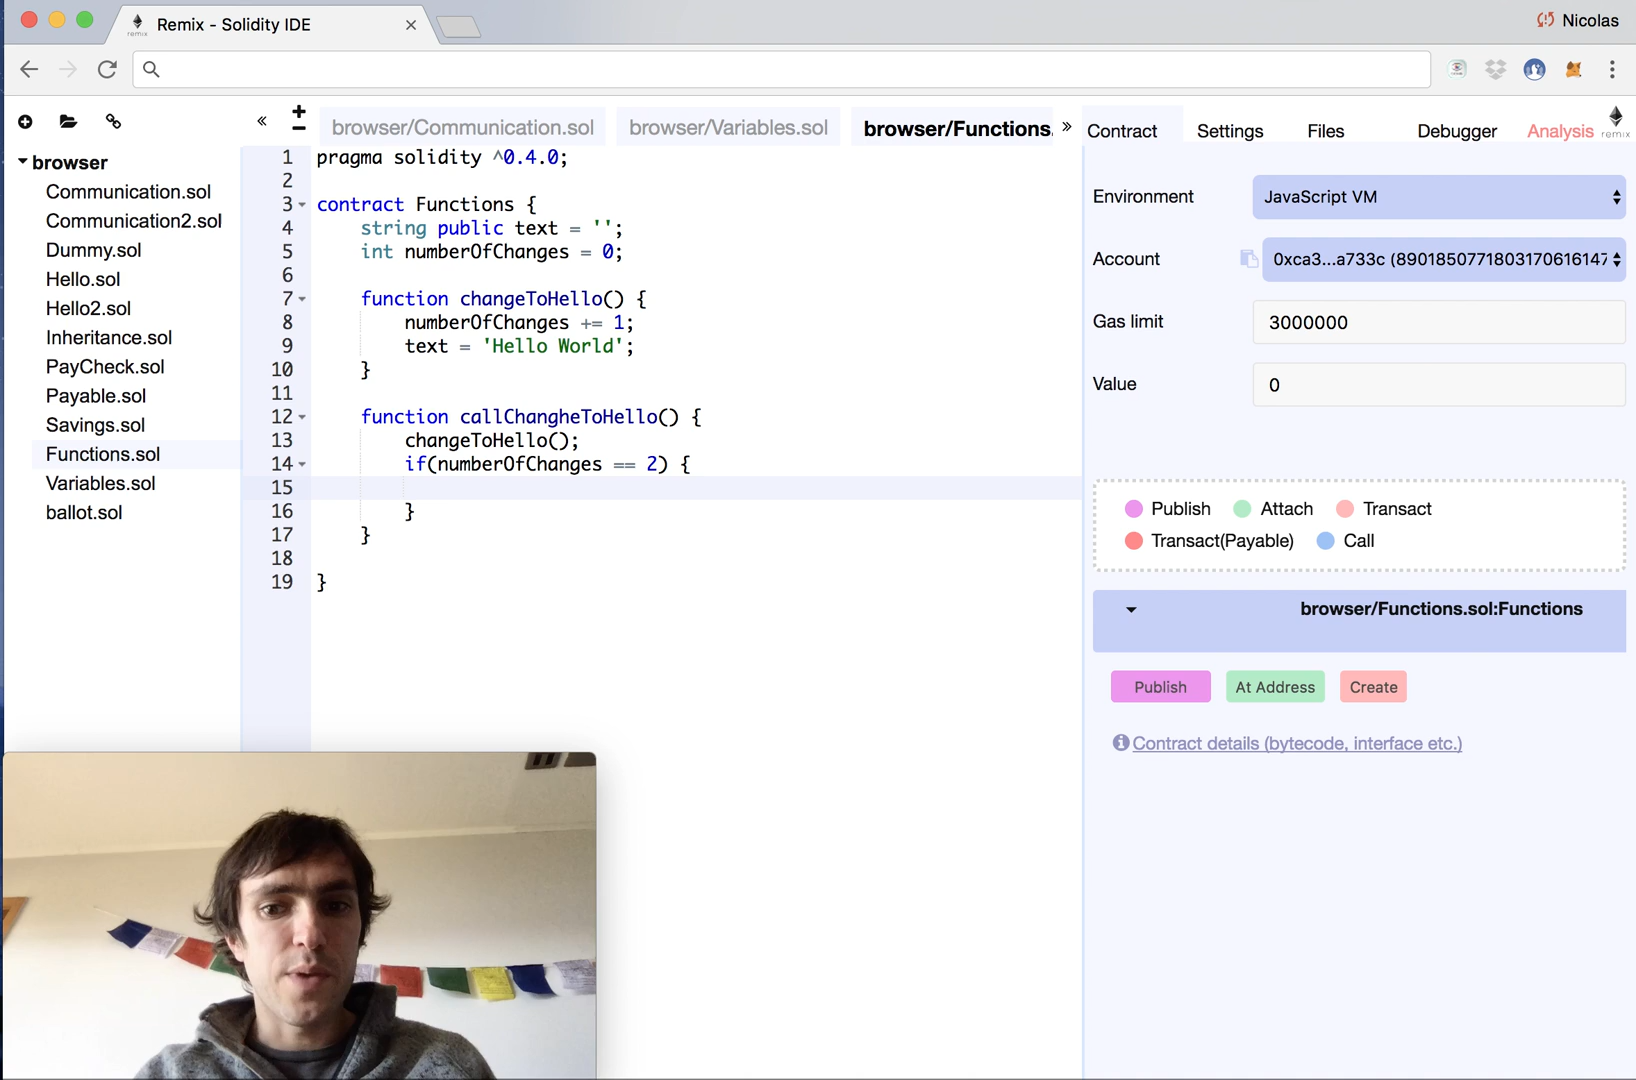 Remix - Solidity IDE
Nicolas
remix
browser/Communication.sol
browser/Variables.sol
browser/Functions.
»
Contract
Settings
Files
Debugger
Analysis
remix
«
+
-
browser
Communication.sol
Communication2.sol
Dummy.sol
Hello.sol
Hello2.sol
Inheritance.sol
PayCheck.sol
Payable.sol
Savings.sol
Functions.sol
Variables.sol
ballot.sol
1 pragma solidity ^0.4.0;
2
3 contract Functions {
4 string public text = '';
5 int numberOfChanges = 0;
6
7 function changeToHello() {
8 numberOfChanges += 1;
9 text = 'Hello World';
10 }
11
12 function callChangheToHello() {
13 changeToHello();
14 if(numberOfChanges == 2) {
15
16 }
17 }
18
19 }
Environment JavaScript VM
Account 0xca3...a733c (8901850771803170616147
Gas limit 3000000
Value 0
Publish Attach Transact
Transact(Payable) Call
browser/Functions.sol:Functions
Publish At Address Create
Contract details (bytecode, interface etc.)